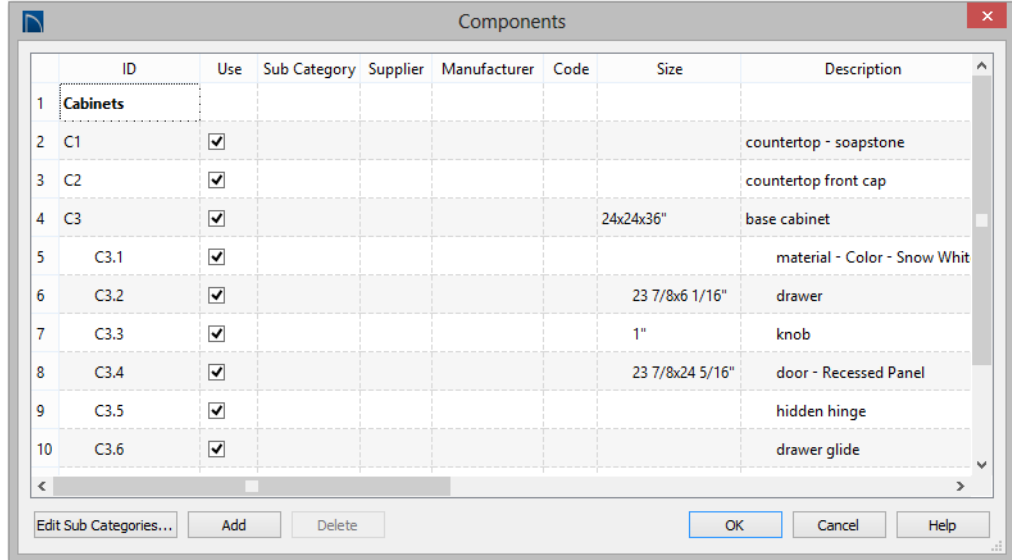 Components
ID Use Sub Category Supplier Manufacturer Code Size Description
1 Cabinets
2 C1 countertop - soapstone
3 C2 countertop front cap
4 C3 24x24x36" base cabinet
5 C3.1 material - Color - Snow Whit
6 C3.2 23 7/8x6 1/16" drawer
7 C3.3 1" knob
8 C3.4 23 7/8x24 5/16" door - Recessed Panel
9 C3.5 hidden hinge
10 C3.6 drawer glide
Edit Sub Categories... Add Delete OK Cancel Help